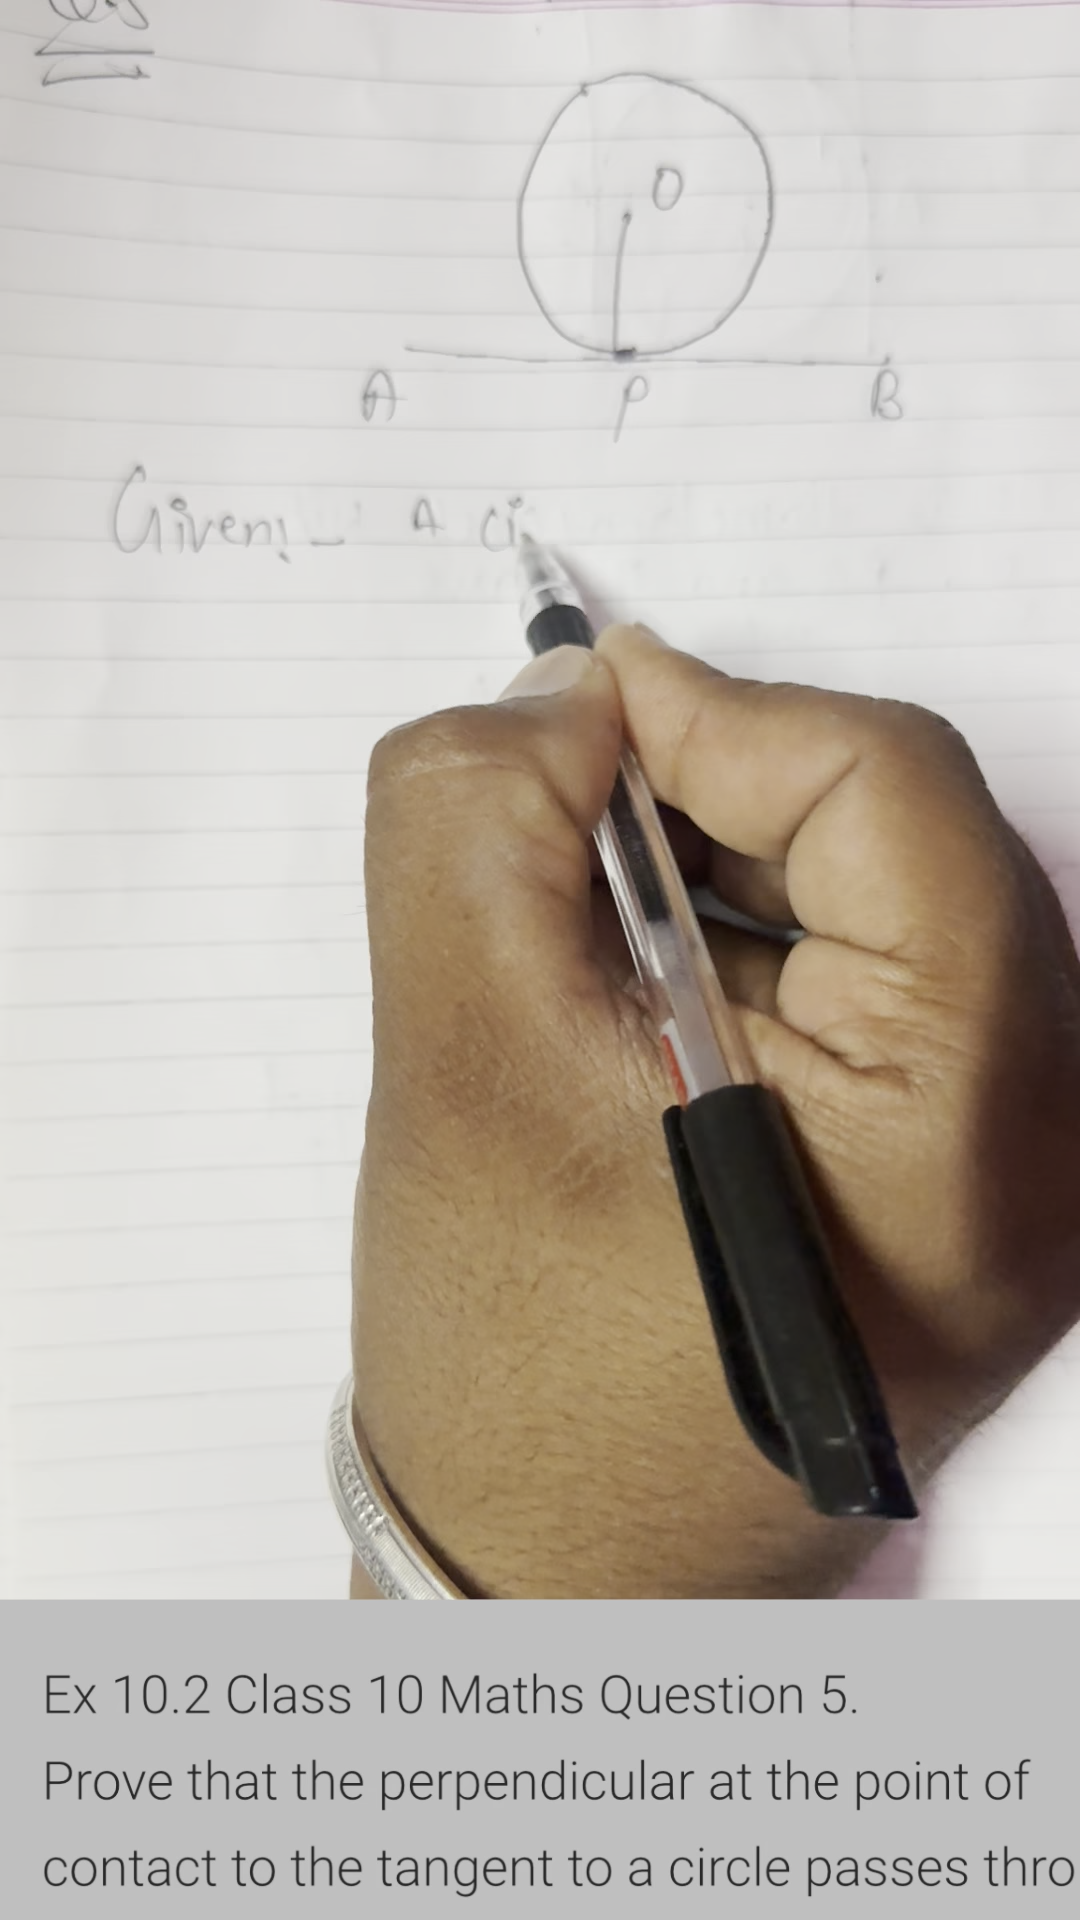 O
A P B
Given:- A Ci
Ex 10.2 Class 10 Maths Question 5.
Prove that the perpendicular at the point of
contact to the tangent to a circle passes thro